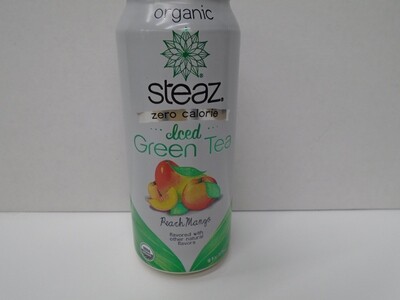 organic
steaz.
zero calorie
Iced
Green Tea
Peach Mango
flavored with
other natural
flavors